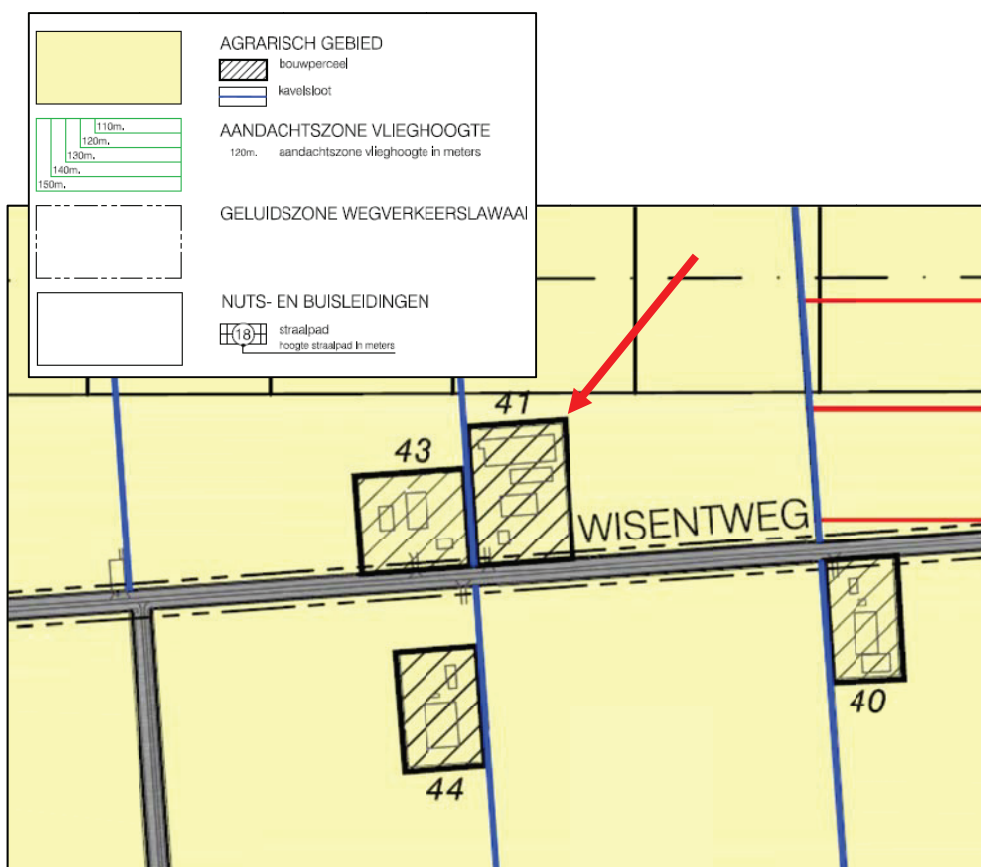 AGRARISCH GEBIED
bouwperceel
kavelsloot
110m.
120m.
130m.
140m.
150m.
AANDACHTSZONE VLIEGHOOGTE
120m. aandachtszone vlieghoogte in meters
GELUIDSZONE WEGVERKEERSLAWAAI
NUTS- EN BUISLEIDINGEN
18 straalpad
hoogte straalpad in meters
41
43
WISENTWEG
40
44